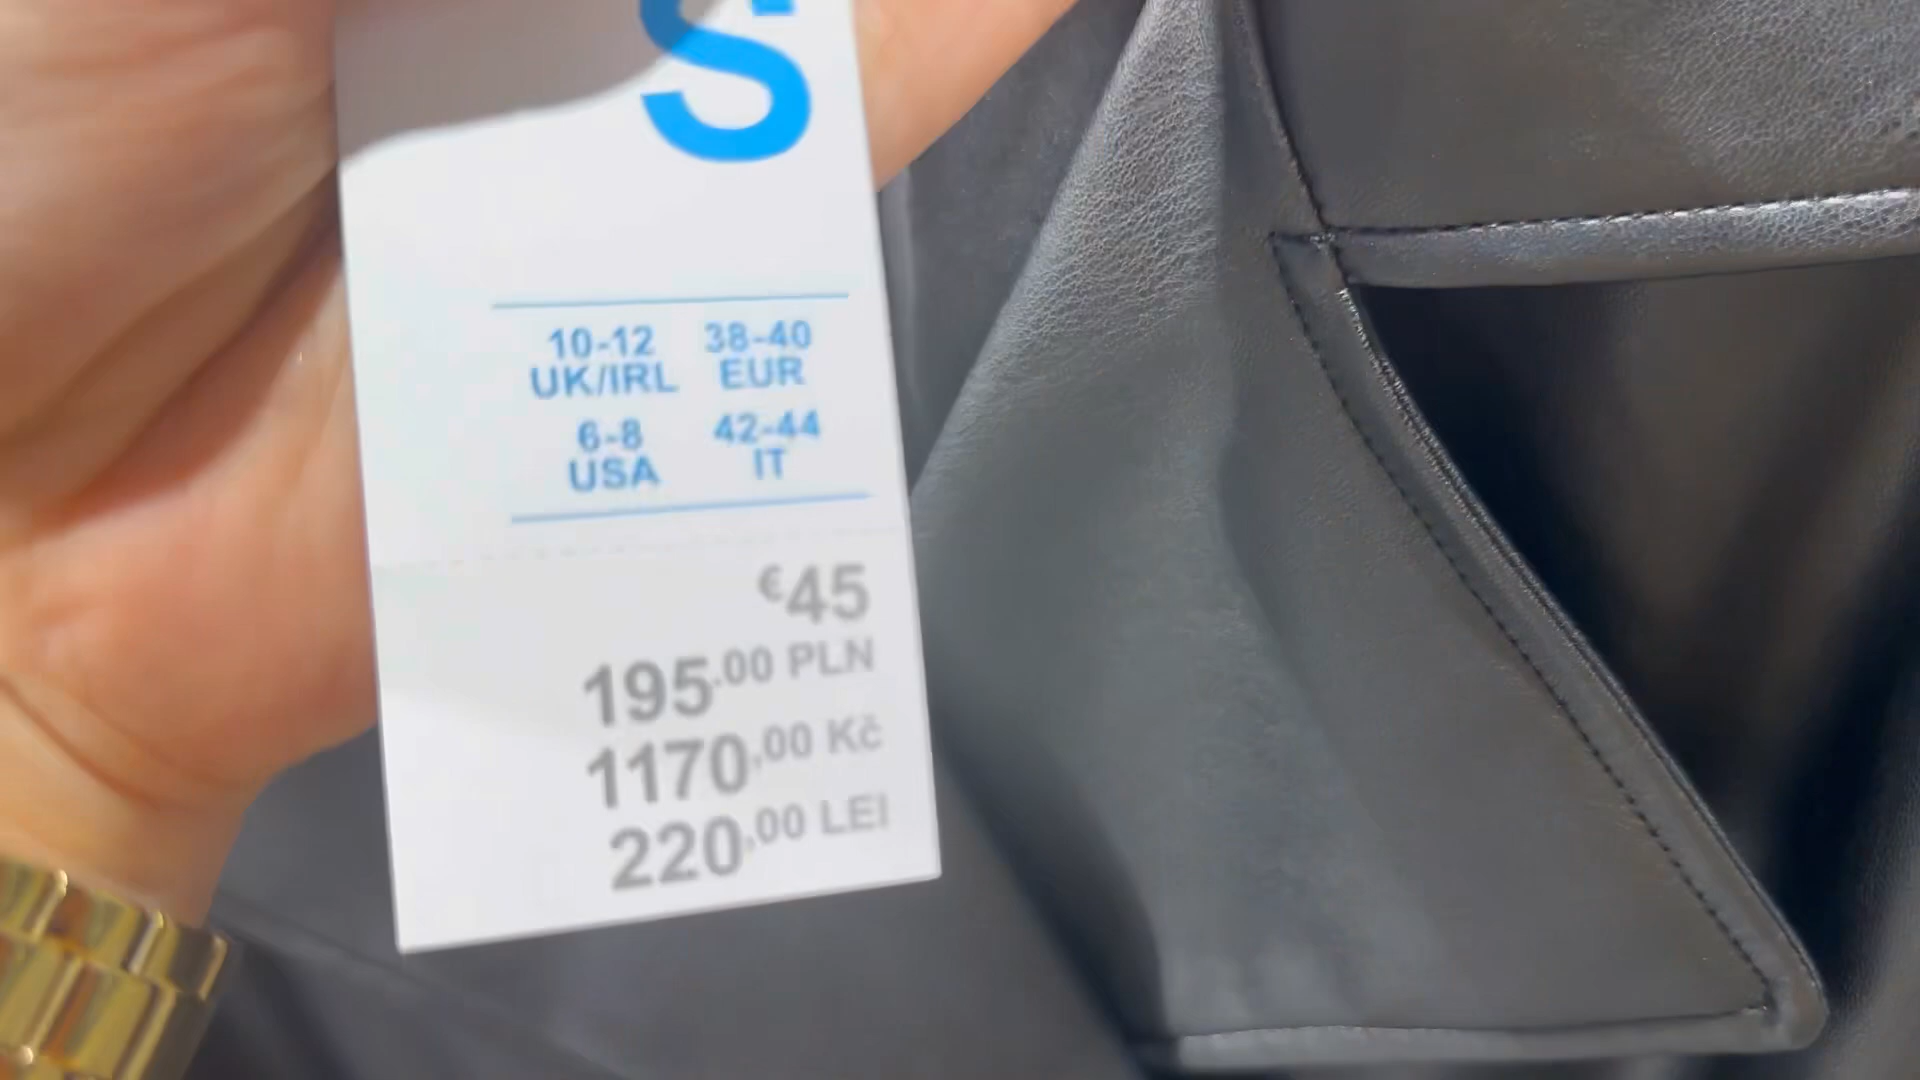 S
10-12 38-40
UK/IRL EUR
6-8 42-44
USA IT
€45
195.00 PLN
1170,00 Kč
220,00 LEI